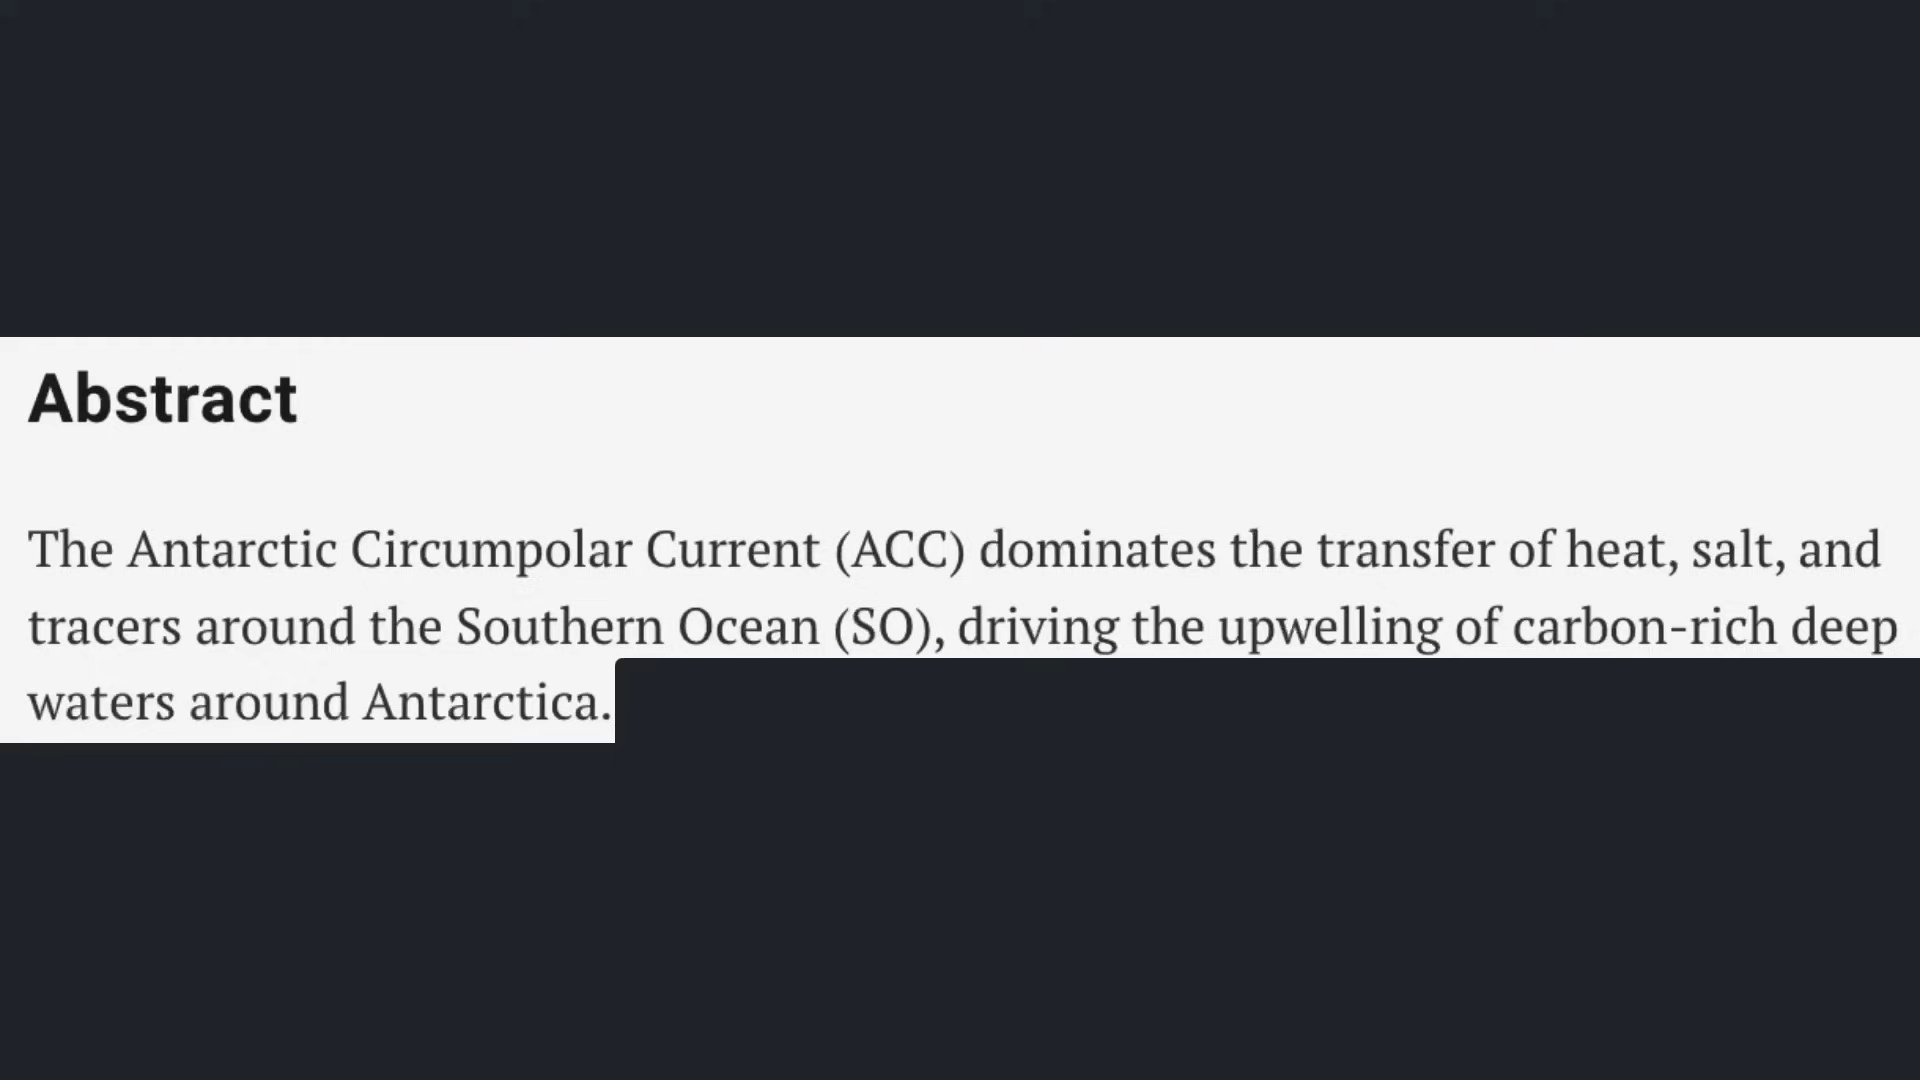 Abstract
The Antarctic Circumpolar Current (ACC) dominates the transfer of heat, salt, and
tracers around the Southern Ocean (SO), driving the upwelling of carbon-rich deep
waters around Antarctica.